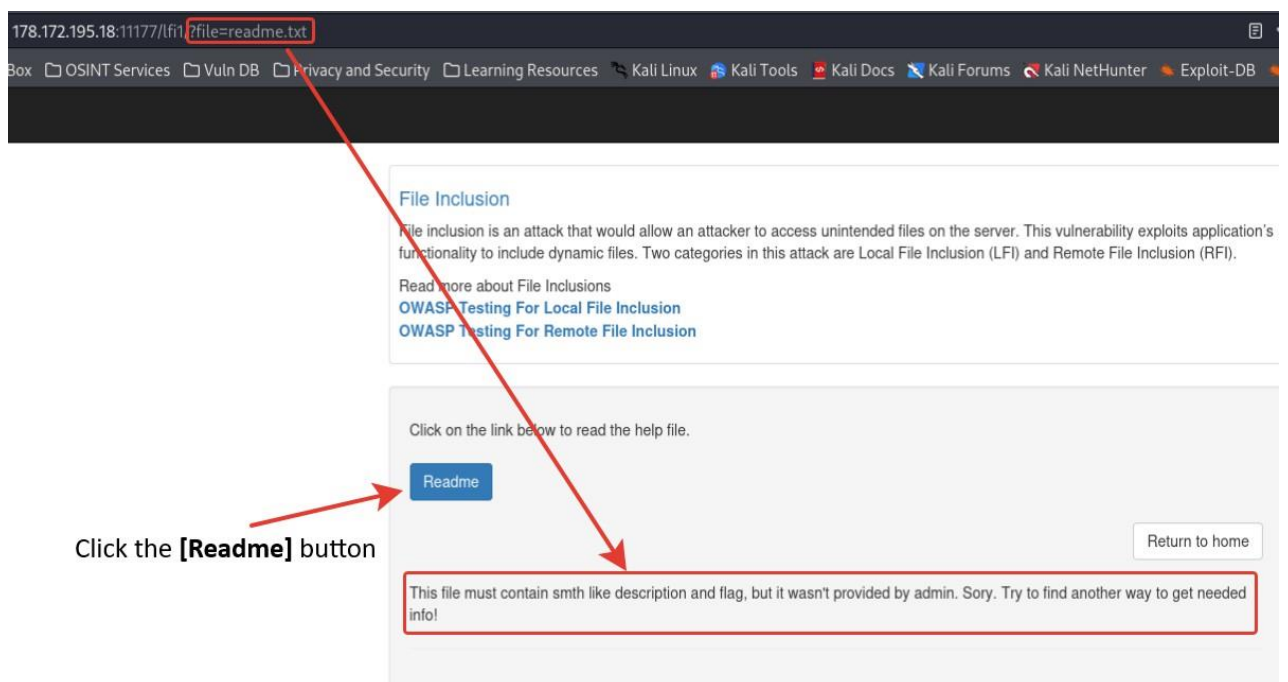 178.172.195.18:11177/lfi1/?file=readme.txt
Box OSINT Services Vuln DB Privacy and Security Learning Resources Kali Linux Kali Tools Kali Docs Kali Forums Kali NetHunter Exploit-DB
File Inclusion
File inclusion is an attack that would allow an attacker to access unintended files on the server. This vulnerability exploits application's
functionality to include dynamic files. Two categories in this attack are Local File Inclusion (LFI) and Remote File Inclusion (RFI).
Read more about File Inclusions
OWASP Testing For Local File Inclusion
OWASP Testing For Remote File Inclusion
Click on the link below to read the help file.
Readme
Click the [Readme] button
Return to home
This file must contain smth like description and flag, but it wasn't provided by admin. Sory. Try to find another way to get needed
info!